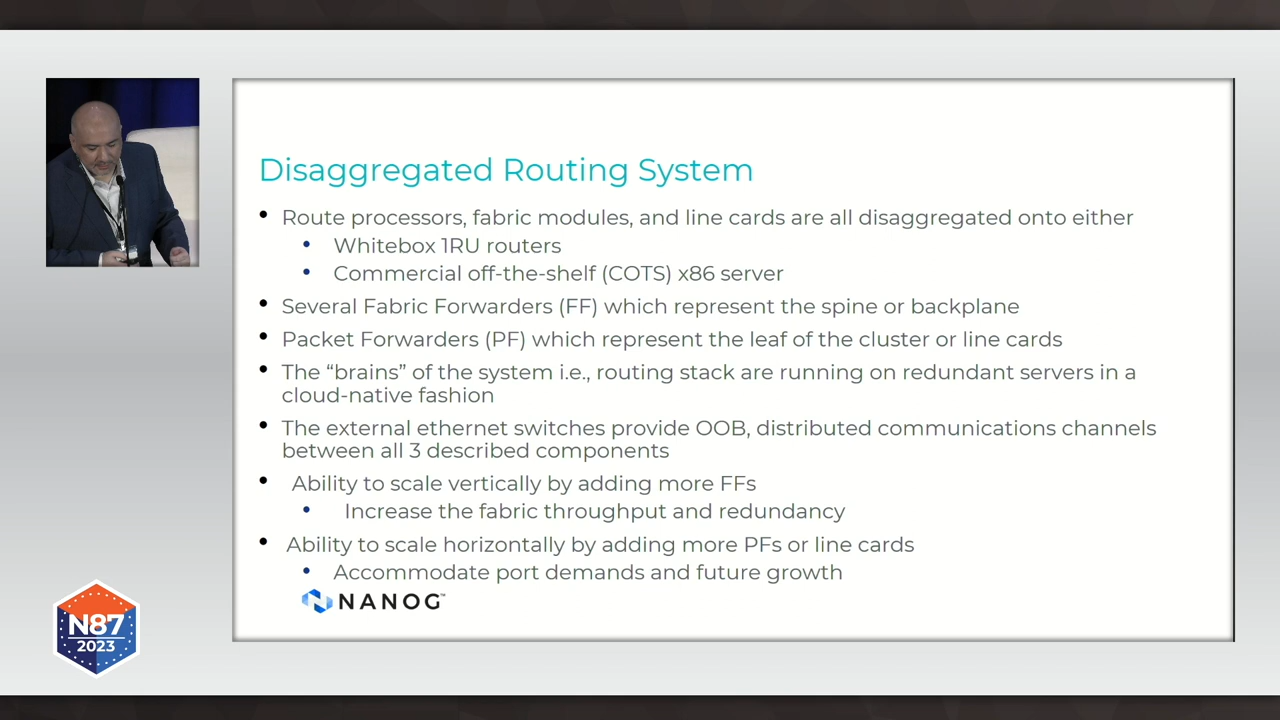 Disaggregated Routing System
• Route processors, fabric modules, and line cards are all disaggregated onto either
• Whitebox 1RU routers
• Commercial off-the-shelf (COTS) x86 server
• Several Fabric Forwarders (FF) which represent the spine or backplane
• Packet Forwarders (PF) which represent the leaf of the cluster or line cards
• The “brains” of the system i.e., routing stack are running on redundant servers in a
cloud-native fashion
• The external ethernet switches provide OOB, distributed communications channels
between all 3 described components
• Ability to scale vertically by adding more FFs
• Increase the fabric throughput and redundancy
• Ability to scale horizontally by adding more PFs or line cards
• Accommodate port demands and future growth
NANOG™
N87
2023